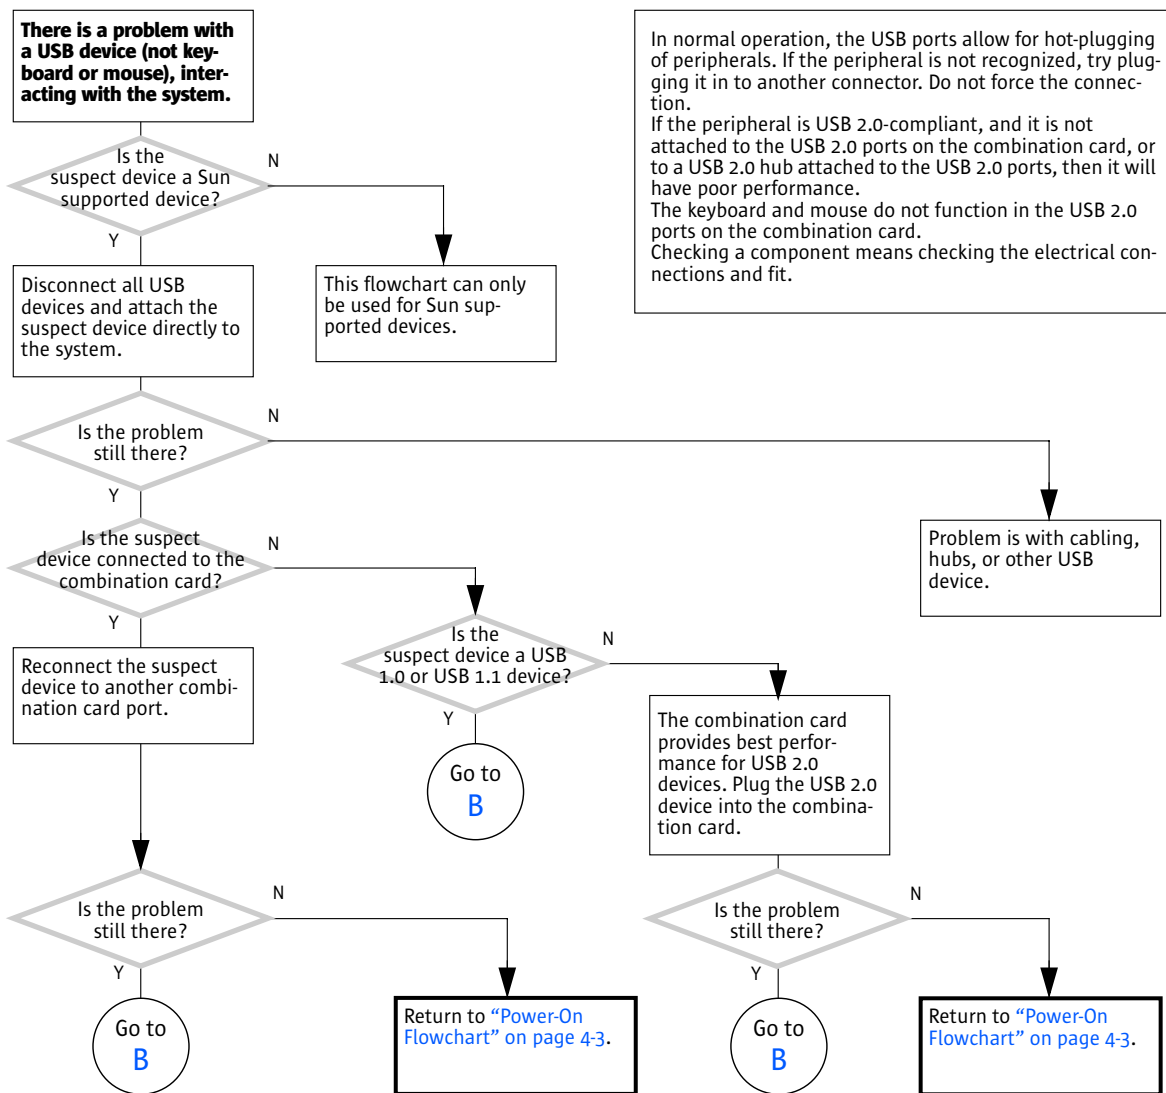 There is a problem with
a USB device (not key-
board or mouse), inter-
acting with the system.
In normal operation, the USB ports allow for hot-plugging
of peripherals. If the peripheral is not recognized, try plug-
ging it in to another connector. Do not force the connec-
tion.
If the peripheral is USB 2.0-compliant, and it is not
attached to the USB 2.0 ports on the combination card, or
to a USB 2.0 hub attached to the USB 2.0 ports, then it will
have poor performance.
The keyboard and mouse do not function in the USB 2.0
ports on the combination card.
Checking a component means checking the electrical con-
nections and fit.
Is the
suspect device a Sun
supported device?
N
Y
Disconnect all USB
devices and attach the
suspect device directly to
the system.
This flowchart can only
be used for Sun sup-
ported devices.
Is the problem
still there?
N
Y
Problem is with cabling,
hubs, or other USB
device.
Is the suspect
device connected to the
combination card?
N
Y
Is the
suspect device a USB
1.0 or USB 1.1 device?
N
Y
Reconnect the suspect
device to another combi-
nation card port.
Go to
B
The combination card
provides best perfor-
mance for USB 2.0
devices. Plug the USB 2.0
device into the combina-
tion card.
Is the problem
still there?
N
Y
Is the problem
still there?
N
Y
Go to
B
Return to “Power-On
Flowchart” on page 4-3.
Go to
B
Return to “Power-On
Flowchart” on page 4-3.